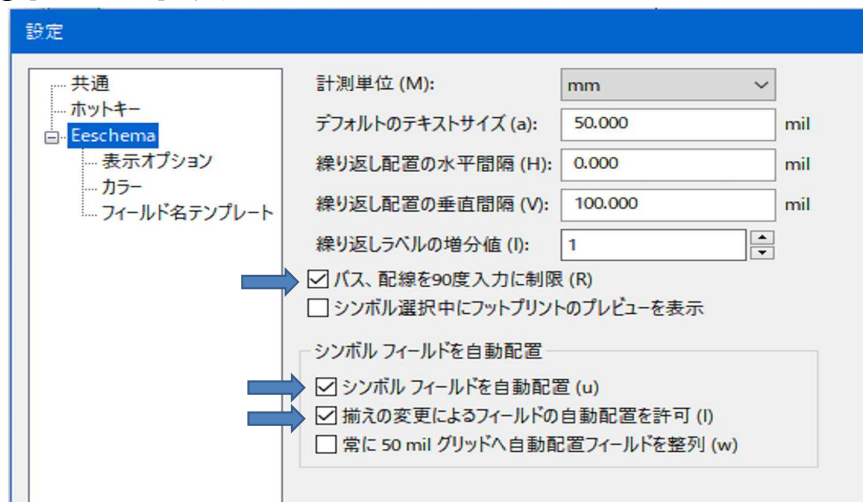 設定
共通
ホットキー
Eeschema
表示オプション
カラー
フィールド名テンプレート
計測単位 (M): mm
デフォルトのテキストサイズ (a): 50.000 mil
繰り返し配置の水平間隔 (H): 0.000 mil
繰り返し配置の垂直間隔 (V): 100.000 mil
繰り返しラベルの増分値 (I): 1
バス、配線を90度入力に制限 (R)
シンボル選択中にフットプリントのプレビューを表示
シンボル フィールドを自動配置
シンボル フィールドを自動配置 (u)
揃えの変更によるフィールドの自動配置を許可 (l)
常に 50 mil グリッドへ自動配置フィールドを整列 (w)